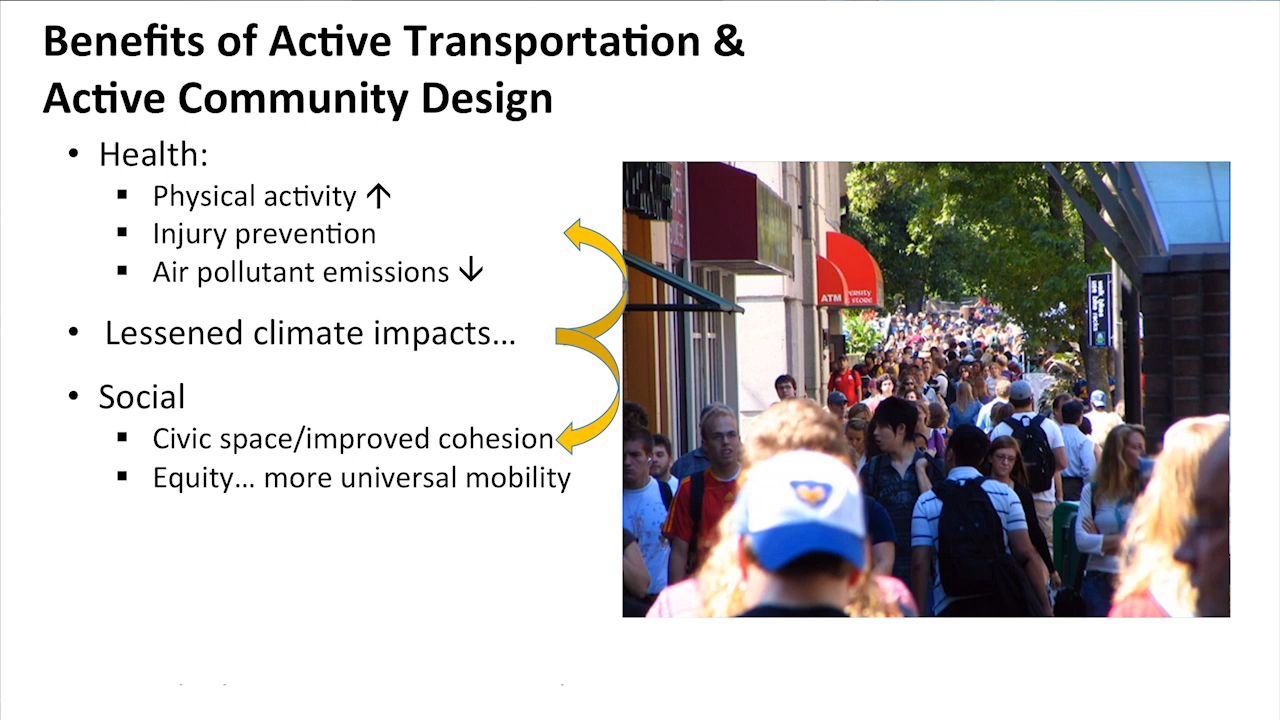 Benefits of Active Transportation &
Active Community Design
• Health:
▪ Physical activity ↑
▪ Injury prevention
▪ Air pollutant emissions ↓
• Lessened climate impacts...
• Social
▪ Civic space/improved cohesion
▪ Equity... more universal mobility
ATM